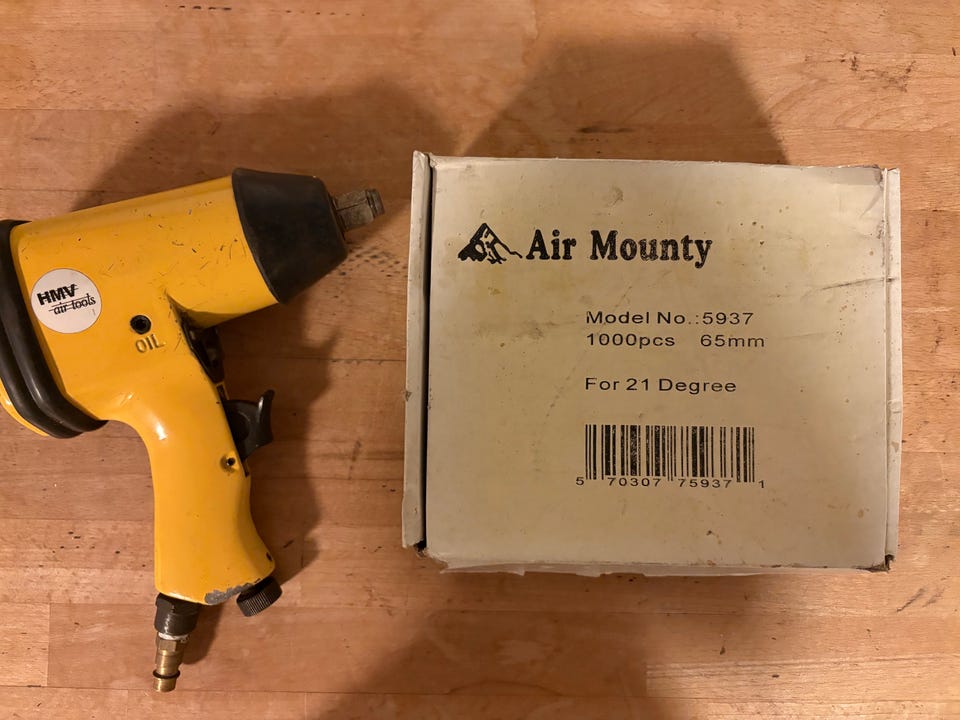 HMV
air tools
OIL
Air Mounty
Model No.:5937
1000pcs 65mm
For 21 Degree
5 70307 75937 1